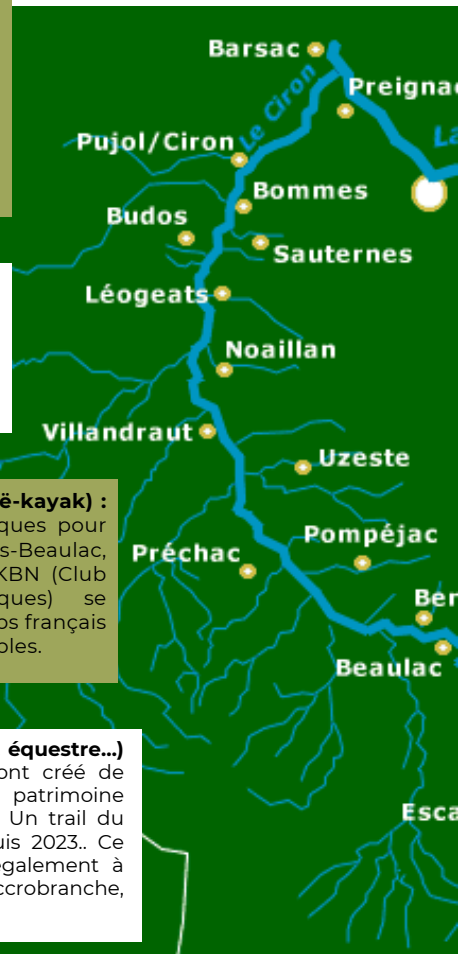 Barsac
Preignac
Le Ciron
La
Pujol/Ciron
Bommes
Budos
Sauternes
Léogeats
Noaillan
Villandraut
Uzeste
ë-kayak) :
ques pour
s-Beaulac,
KBN (Club
ques) se
os français
oles.
Pompéjac
Préchac
Ber
Beaulac
équestre...)
ont créé de
patrimoine
Un trail du
uis 2023.. Ce
également à
ccrobranche,
Esca